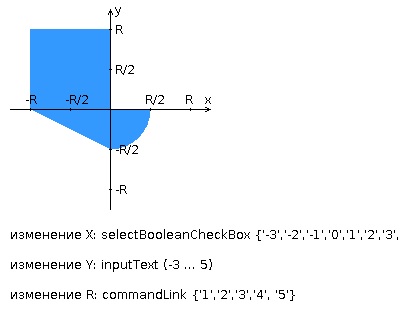 y
R
R/2
-R -R/2 R/2 R x
-R/2
-R
изменение X: selectBooleanCheckBox {'-3','-2','-1','0','1','2','3',
изменение Y: inputText (-3 ... 5)
изменение R: commandLink {'1','2','3','4', '5'}